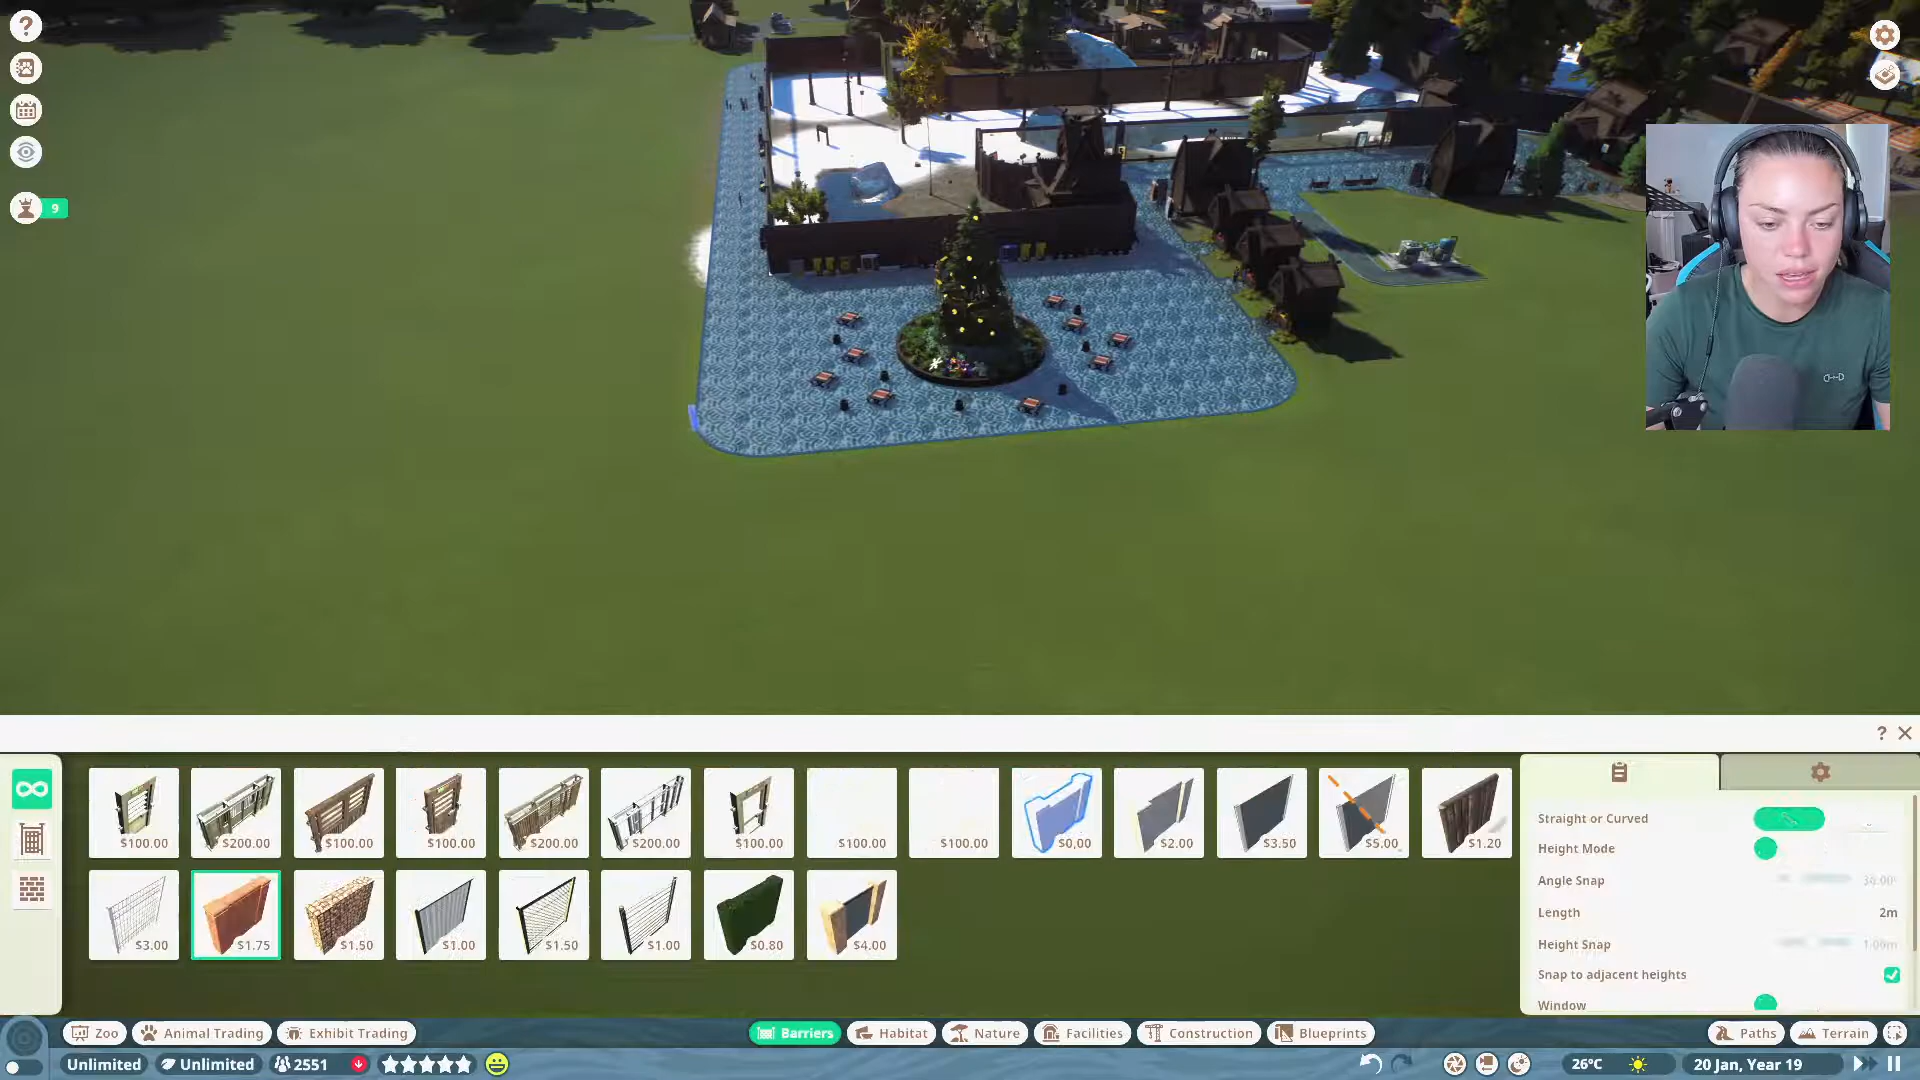 ?
9
? ×
$100.00 $200.00 $100.00 $100.00 $200.00 $200.00 $100.00 $100.00 $100.00 $0,00 $2.00 $3.50 $5.00 $1.20
$3.00 $1.75 $1.50 $1.00 $1.50 $1.00 $0.80 $4.00
Straight or Curved
Height Mode
Angle Snap
Length 2m
Height Snap 1.00m
Snap to adjacent heights
Window
Zoo Animal Trading Exhibit Trading Barriers Habitat Nature Facilities Construction Blueprints Paths Terrain
Unlimited Unlimited 2551 26°C 20 Jan, Year 19